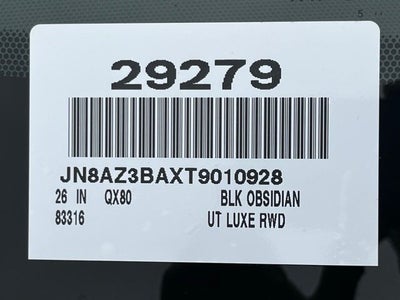 29279
JN8AZ3BAXT9010928
26 IN QX80 BLK OBSIDIAN
83316 UT LUXE RWD